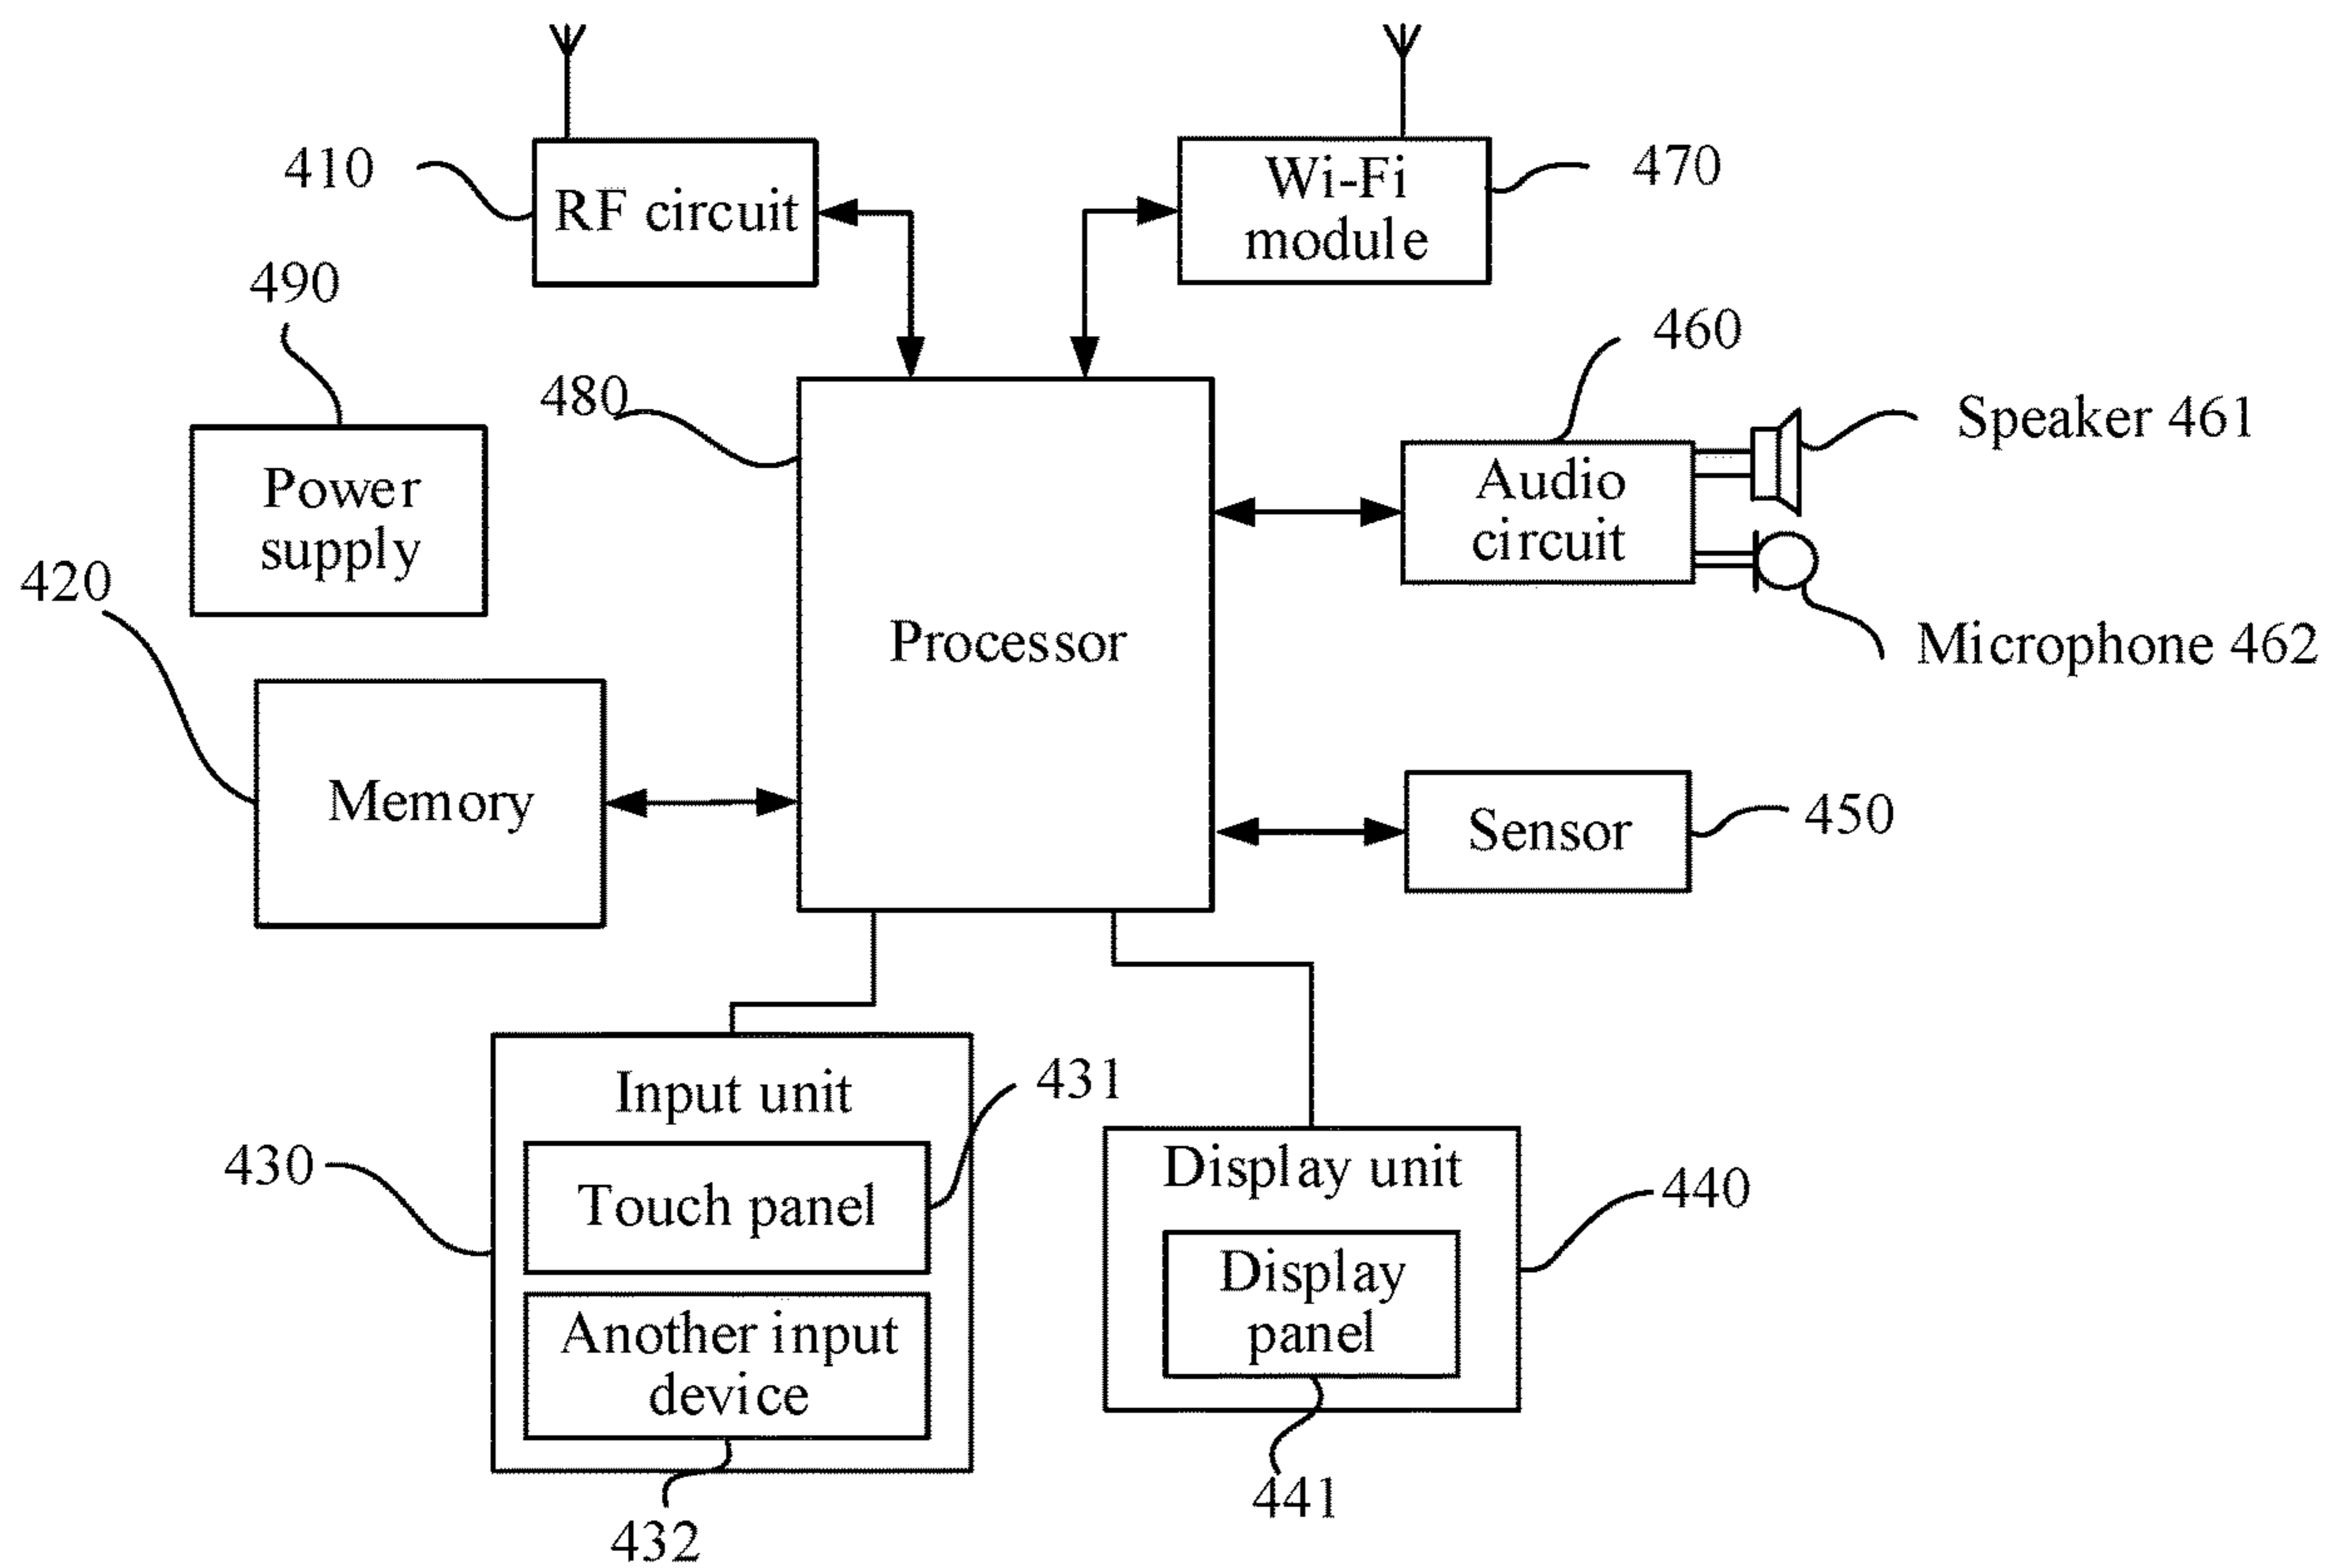 410
RF circuit
Wi-Fi
module
470
490
480
460
Speaker 461
Power
supply
Audio
circuit
420
Processor
Microphone 462
Memory
Sensor
450
Input unit
431
430
Touch panel
Another input
device
432
Display unit
440
Display
panel
441